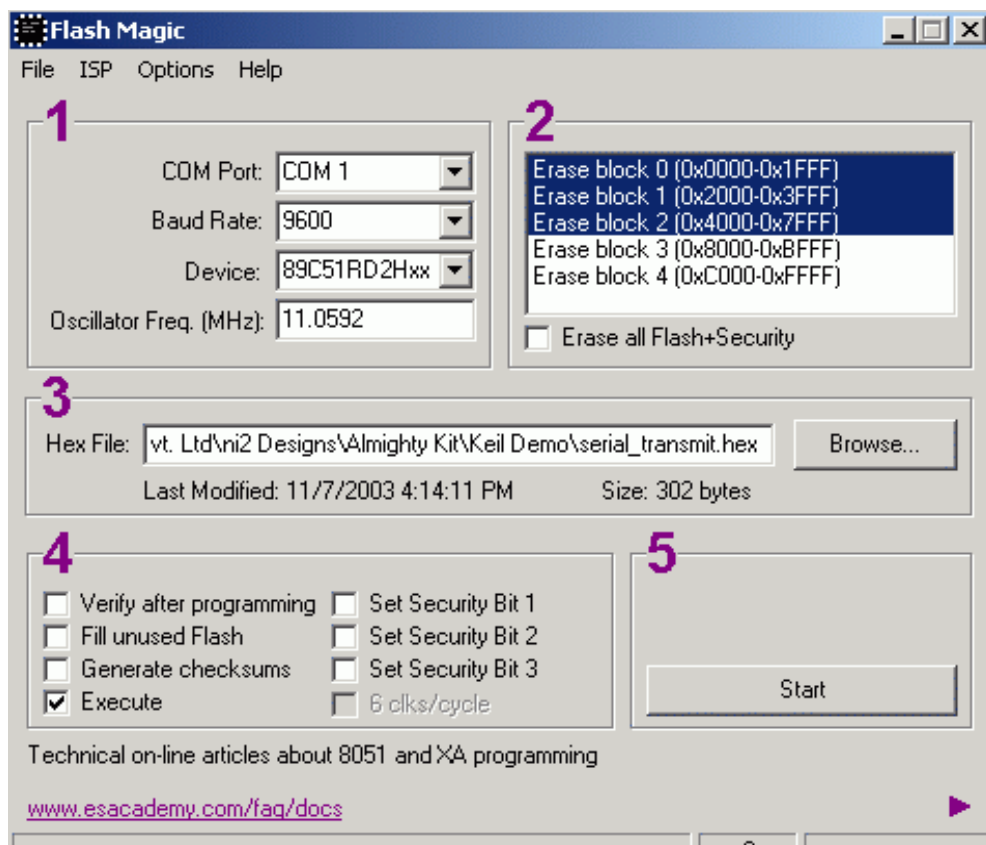 Flash Magic
File ISP Options Help
1
COM Port: COM 1
Baud Rate: 9600
Device: 89C51RD2Hxx
Oscillator Freq. (MHz): 11.0592
2
Erase block 0 (0x0000-0x1FFF)
Erase block 1 (0x2000-0x3FFF)
Erase block 2 (0x4000-0x7FFF)
Erase block 3 (0x8000-0xBFFF)
Erase block 4 (0xC000-0xFFFF)
Erase all Flash+Security
3
Hex File: vt. Ltd\ni2 Designs\Almighty Kit\Keil Demo\serial_transmit.hex Browse...
Last Modified: 11/7/2003 4:14:11 PM Size: 302 bytes
4
Verify after programming Set Security Bit 1
Fill unused Flash Set Security Bit 2
Generate checksums Set Security Bit 3
Execute 6 clks/cycle
5
Start
Technical on-line articles about 8051 and XA programming
www.esacademy.com/faq/docs